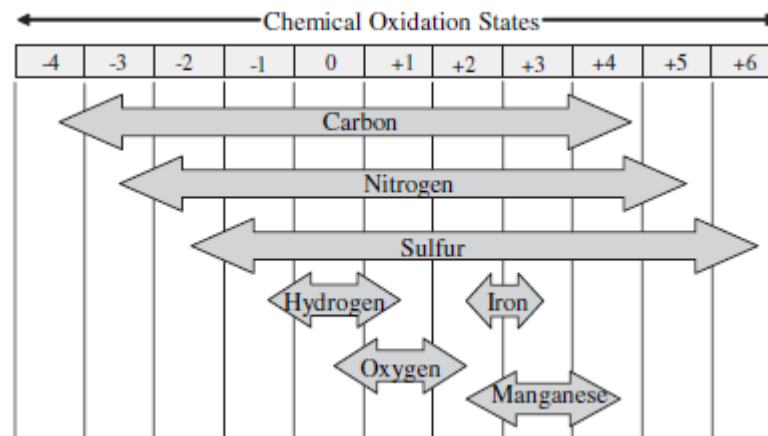 Chemical Oxidation States
-4 -3 -2 -1 0 +1 +2 +3 +4 +5 +6
Carbon
Nitrogen
Sulfur
Hydrogen Iron
Oxygen
Manganese